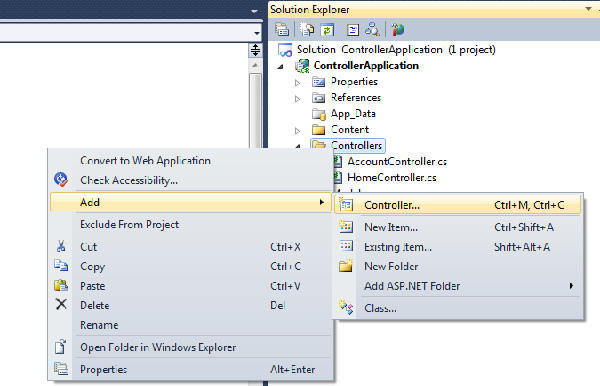 Solution Explorer
Solution ControllerApplication (1 project)
ControllerApplication
Properties
References
App_Data
Content
Controllers
AccountController.cs
HomeController.cs
Convert to Web Application
Check Accessibility...
Add
Exclude From Project
Cut Ctrl+X
Copy Ctrl+C
Paste Ctrl+V
Delete Del
Rename
Open Folder in Windows Explorer
Properties Alt+Enter
Controller... Ctrl+M, Ctrl+C
New Item... Ctrl+Shift+A
Existing Item... Shift+Alt+A
New Folder
Add ASP.NET Folder
Class...